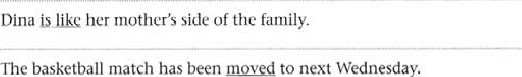 Dina is like her mother's side of the family.
The basketball match has been moved to next Wednesday.